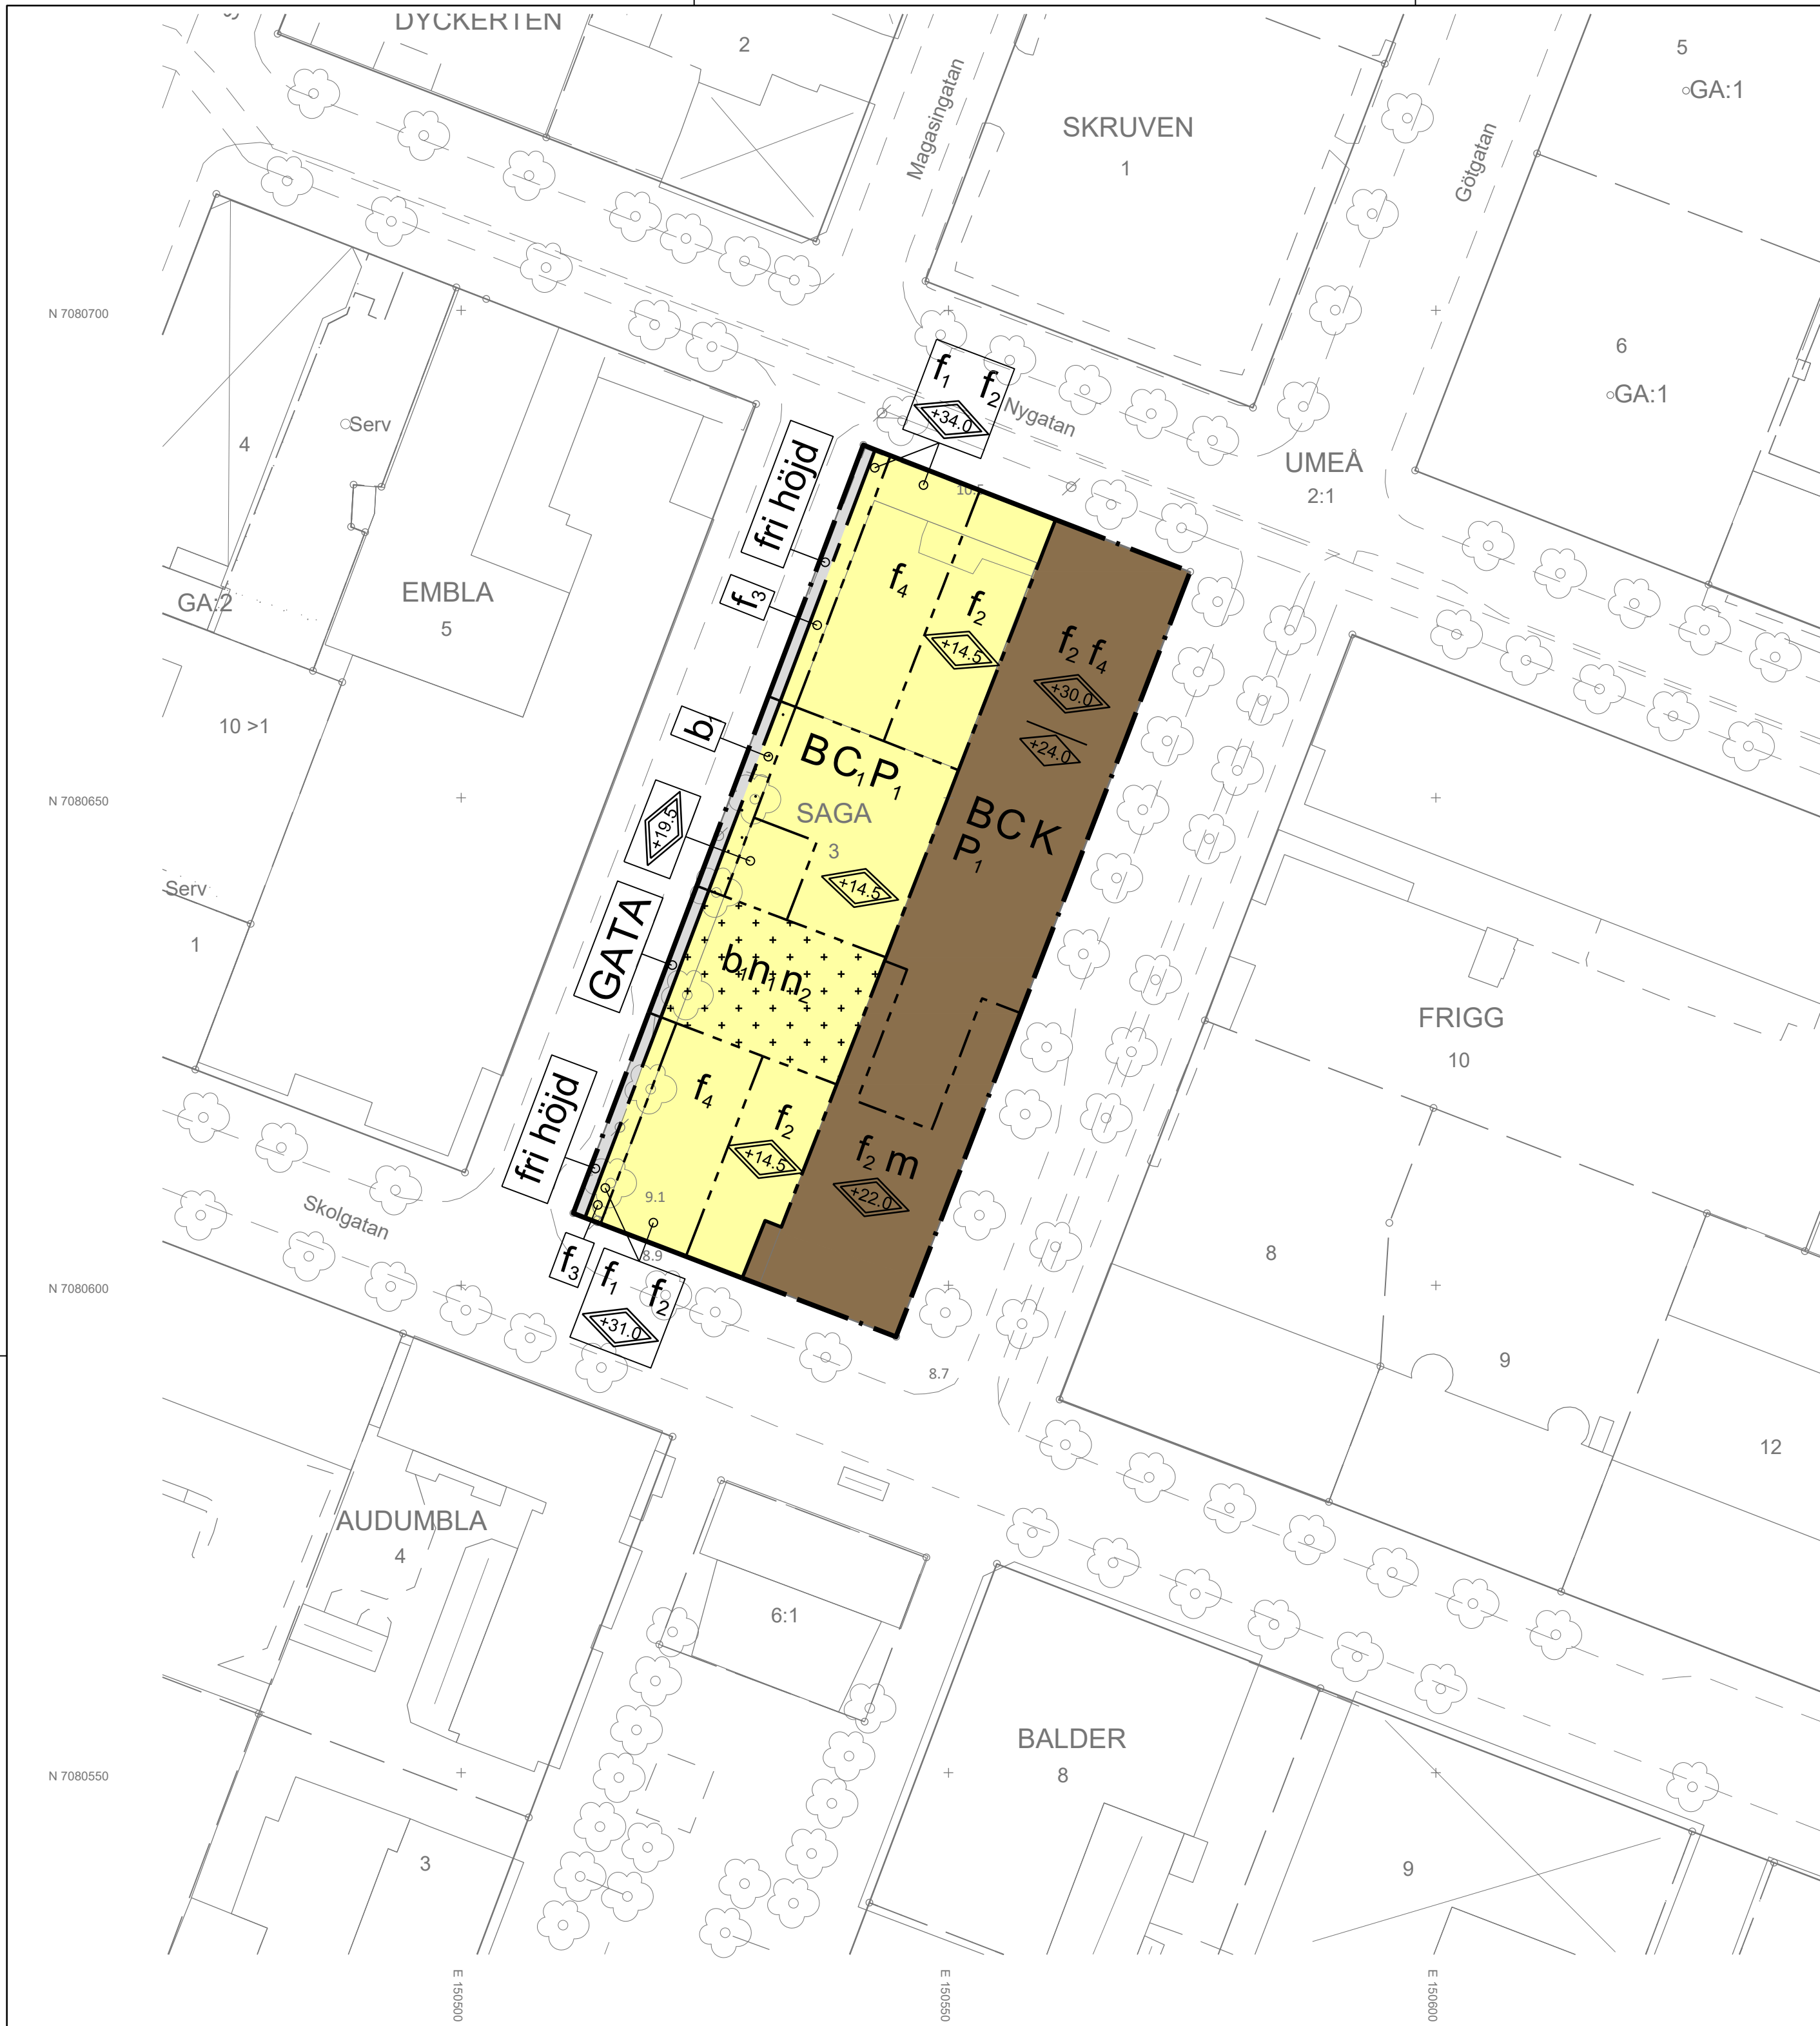 DYCKERTEN
2
Magasingatan
SKRUVEN
1
Götgatan
5
GA:1
N 7080700
4
Serv
f1 f2
+34.0
Nygatan
6
GA:1
UMEÅ
2:1
fri höjd
10.5
EMBLA
5
GA:2
f3
f4
f2
+14.5
f2 f4
+30.0
+24.0
10 >1
b1
BC1P1
N 7080650
SAGA
3
BCK
P1
+19.5
+14.5
Serv
1
GATA
b1n1n2
FRIGG
10
fri höjd
f4
f2
+14.5
f2 m
+22.0
Skolgatan
9.1
8.9
f3
f1 f2
+31.0
N 7080600
8
9
8.7
12
AUDUMBLA
4
6:1
BALDER
8
N 7080550
3
9
E 150500
E 150550
E 150600